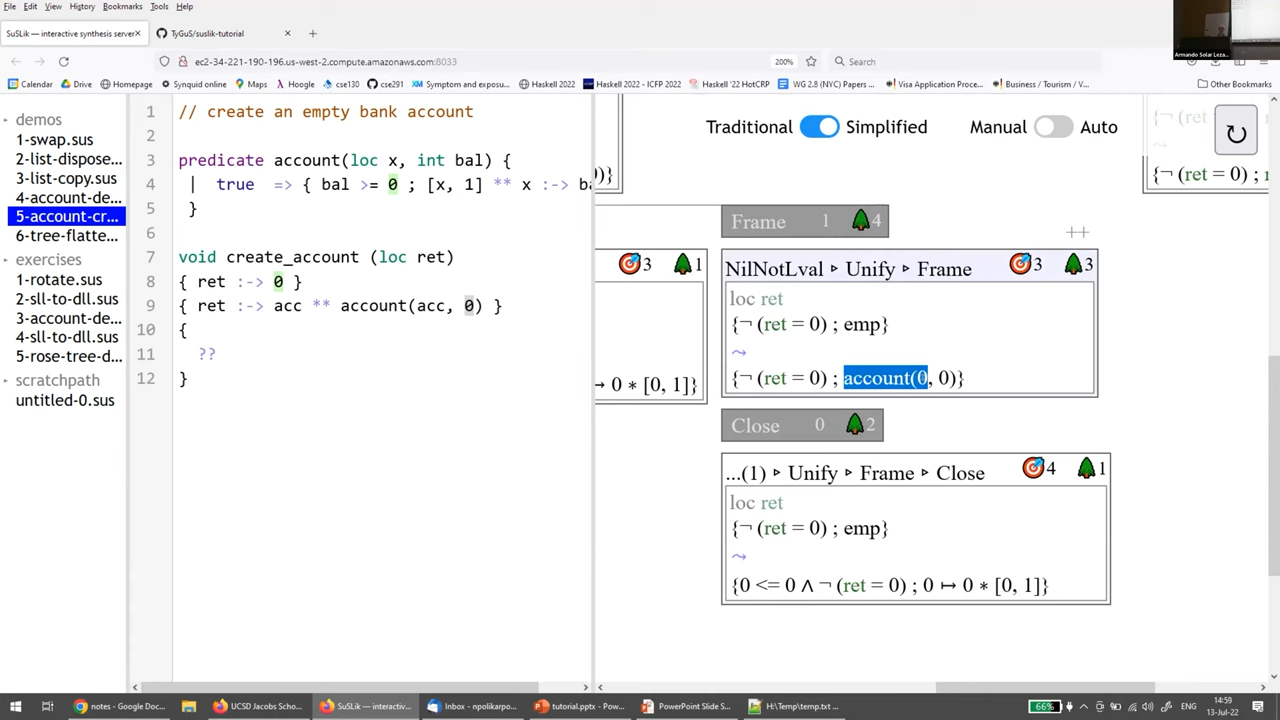 File Edit View History Bookmarks Tools Help
SuSLik — interactive synthesis server
TyGuS/suslik-tutorial
ec2-34-221-190-196.us-west-2.compute.amazonaws.com:8033
200%
Search
Calendar Drive Homepage Synquid online Maps Hoogle cse130 cse291 Symptom and exposu... Haskell 2022 Haskell 2022 - ICFP 2022 Haskell '22 HotCRP WG 2.8 (NYC) Papers ... Visa Application Proce... Business / Tourism / V... Other Bookmarks
Armando Solar Leza...
demos
1-swap.sus
2-list-dispose...
3-list-copy.sus
4-account-de...
5-account-cr...
6-tree-flatte...
exercises
1-rotate.sus
2-sll-to-dll.sus
3-account-de...
4-sll-to-dll.sus
5-rose-tree-d...
scratchpath
untitled-0.sus
1 // create an empty bank account
2
3 predicate account(loc x, int bal) {
4 | true => { bal >= 0 ; [x, 1] ** x :-> ba
5 }
6
7 void create_account (loc ret)
8 { ret :-> 0 }
9 { ret :-> acc ** account(acc, 0) }
10 {
11 ??
12 }
Traditional Simplified Manual Auto
↻
)}
{¬ (ret = 0) ;
3 1
↦ 0 * [0, 1]}
Frame 1 4
NilNotLval ▸ Unify ▸ Frame 3 3
loc ret
{¬ (ret = 0) ; emp}
⤳
{¬ (ret = 0) ; account(0, 0)}
Close 0 2
...(1) ▸ Unify ▸ Frame ▸ Close 4 1
loc ret
{¬ (ret = 0) ; emp}
⤳
{0 <= 0 ∧ ¬ (ret = 0) ; 0 ↦ 0 * [0, 1]}
notes - Google Doc... UCSD Jacobs Scho... SuSLik — interactiv... Inbox - npolikarpo... tutorial.pptx - Pow... PowerPoint Slide S... H:\Temp\temp.txt ...
66%
ENG
14:59
13-Jul-22